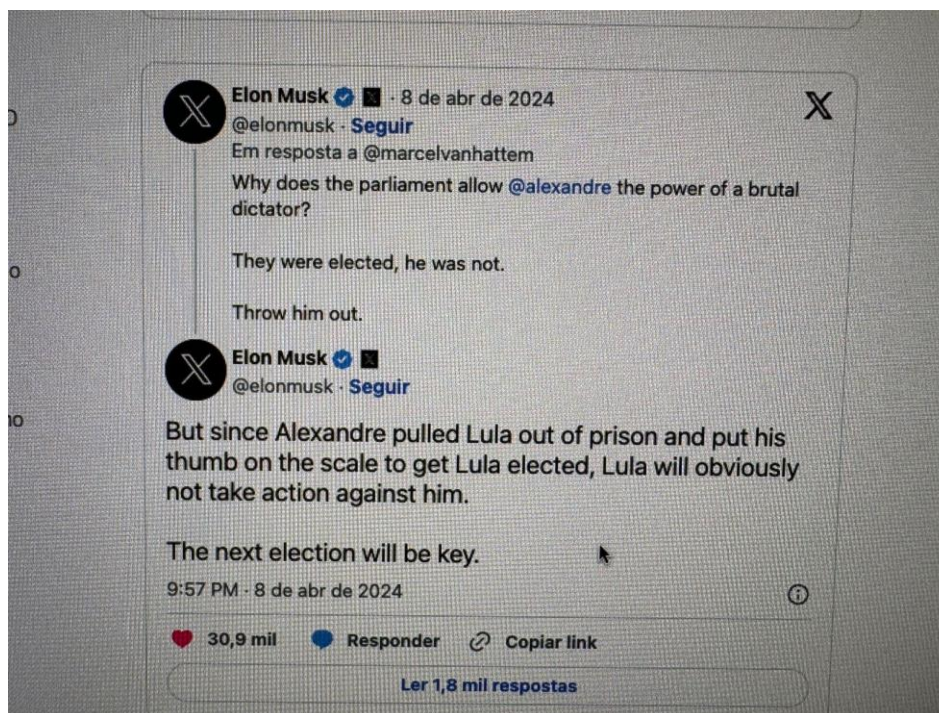 Elon Musk · 8 de abr de 2024
@elonmusk · Seguir
Em resposta a @marcelvanhattem
Why does the parliament allow @alexandre the power of a brutal
dictator?
They were elected, he was not.
Throw him out.
Elon Musk
@elonmusk · Seguir
But since Alexandre pulled Lula out of prison and put his
thumb on the scale to get Lula elected, Lula will obviously
not take action against him.
The next election will be key.
9:57 PM · 8 de abr de 2024
30,9 mil Responder Copiar link
Ler 1,8 mil respostas